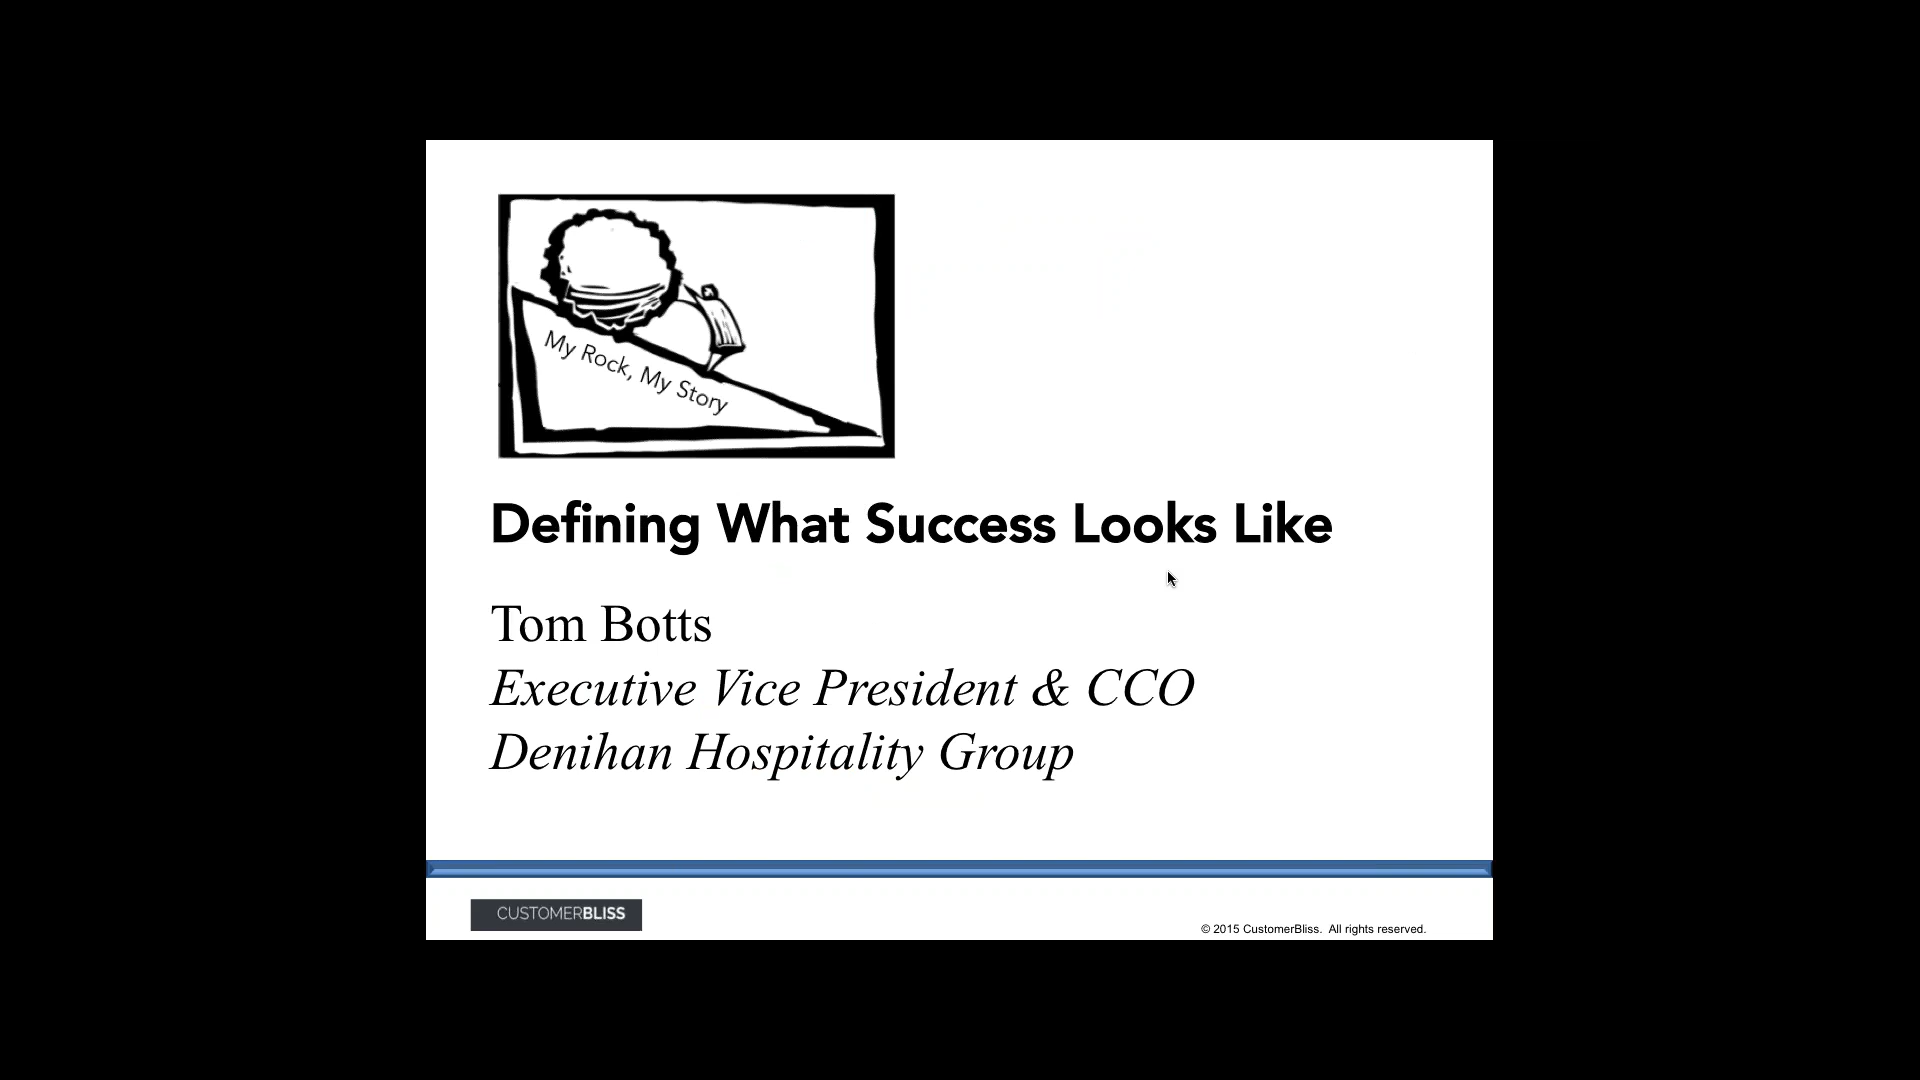 My Rock, My Story
Defining What Success Looks Like
Tom Botts
Executive Vice President & CCO
Denihan Hospitality Group
CUSTOMERBLISS
© 2015 CustomerBliss. All rights reserved.